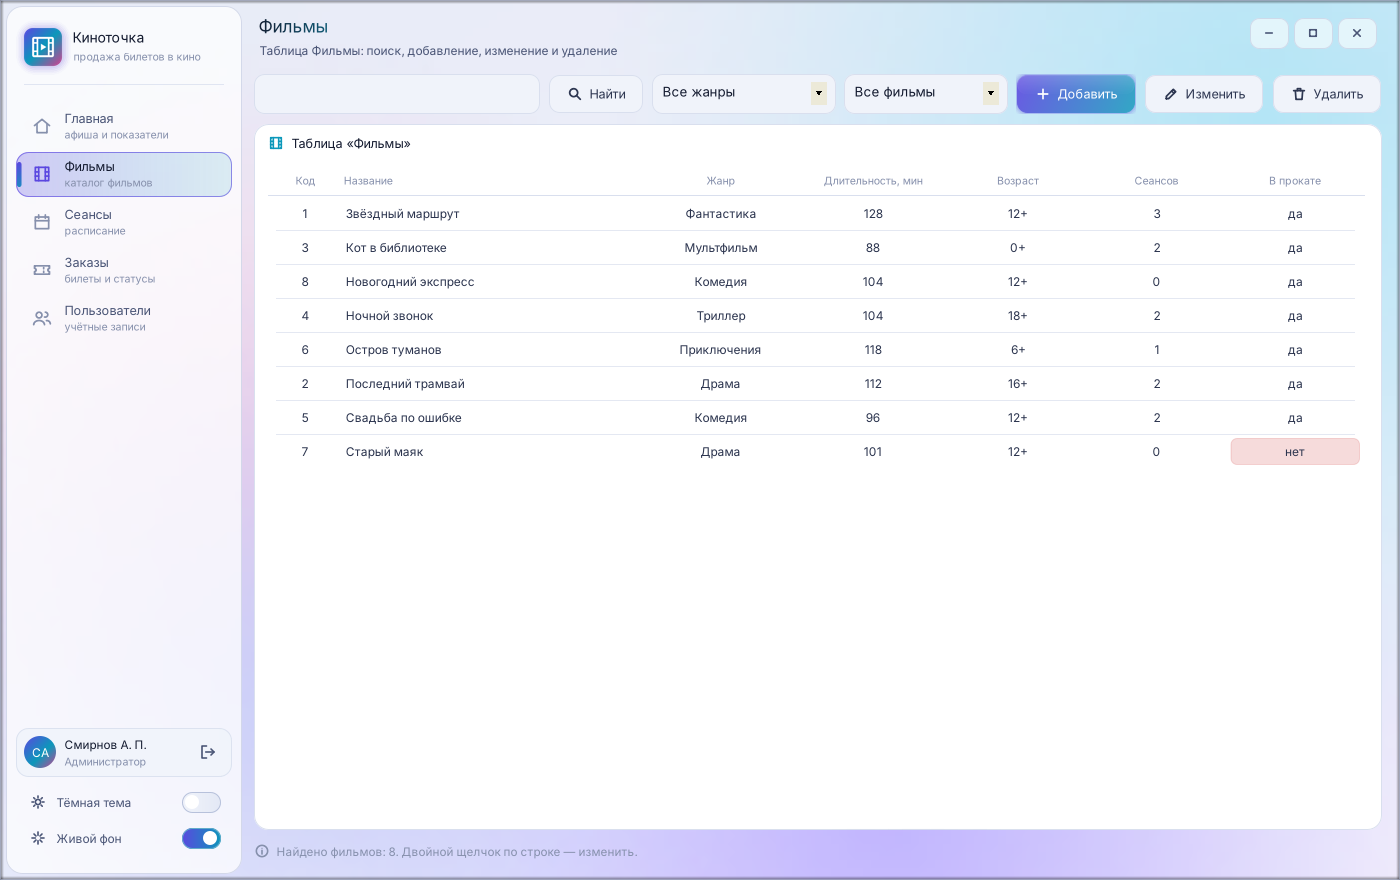 Киноточка
продажа билетов в кино
Главная
афиша и показатели
Фильмы
каталог фильмов
Сеансы
расписание
Заказы
билеты и статусы
Пользователи
учётные записи
СА
Смирнов А. П.
Администратор
Тёмная тема
Живой фон
Фильмы
Таблица Фильмы: поиск, добавление, изменение и удаление
Найти Все жанры Все фильмы Добавить Изменить Удалить
Таблица «Фильмы»
Код Название Жанр Длительность, мин Возраст Сеансов В прокате
1 Звёздный маршрут Фантастика 128 12+ 3 да
3 Кот в библиотеке Мультфильм 88 0+ 2 да
8 Новогодний экспресс Комедия 104 12+ 0 да
4 Ночной звонок Триллер 104 18+ 2 да
6 Остров туманов Приключения 118 6+ 1 да
2 Последний трамвай Драма 112 16+ 2 да
5 Свадьба по ошибке Комедия 96 12+ 2 да
7 Старый маяк Драма 101 12+ 0 нет
Найдено фильмов: 8. Двойной щелчок по строке — изменить.